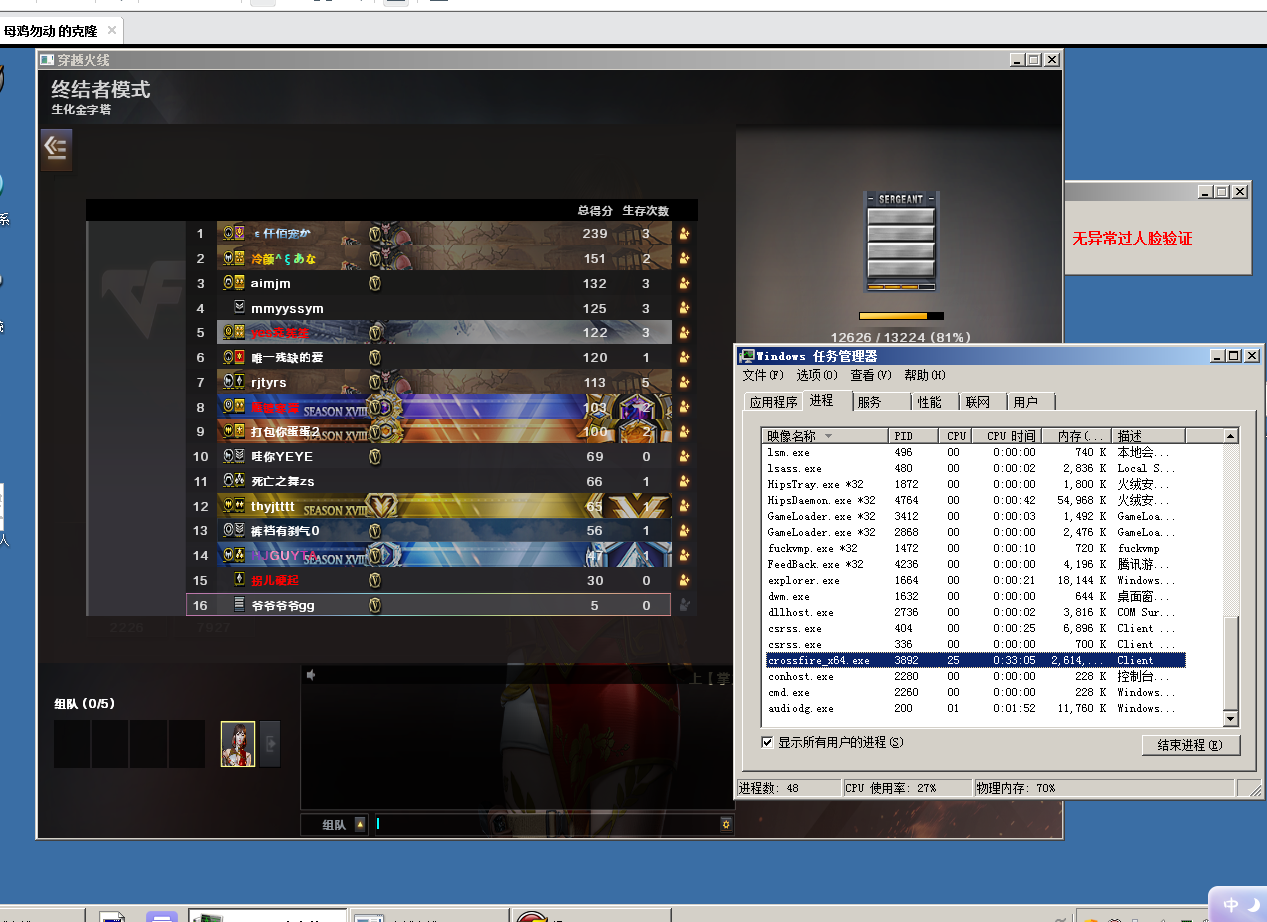 母鸡勿动 的克隆 ×
穿越火线
终结者模式
生化金字塔
总得分 生存次数
1 ε仟佰宠か 239 3
2 冷颜^ξあな 151 2
3 aimjm 132 3
4 mmyyssym 125 3
5 122 3
6 唯一残缺的爱 120 1
7 rjtyrs 113 5
8 SEASON XVIII 103 2
9 打包你蛋蛋2 SEASON XVIII 100 2
10 哇你YEYE 69 0
11 死亡之舞zs 66 1
12 thyjtttt SEASON XVIII 65 1
13 裤裆有刹气0 56 1
14 SEASON XVIII 47 1
15 拐儿硬起 30 0
16 爷爷爷爷gg 5 0
2226 7927
SERGEANT
12626 / 13224 (81%)
无异常过人脸验证
组队 (0/5)
上【掌
组队
Windows 任务管理器
文件(F) 选项(O) 查看(V) 帮助(H)
应用程序 进程 服务 性能 联网 用户
映像名称 PID CPU CPU 时间 内存(... 描述
lsm.exe 496 00 0:00:00 740 K 本地会...
lsass.exe 480 00 0:00:02 2,836 K Local S...
HipsTray.exe *32 1872 00 0:00:00 1,800 K 火绒安...
HipsDaemon.exe *32 4764 00 0:00:42 54,968 K 火绒安...
GameLoader.exe *32 3412 00 0:00:03 1,492 K GameLoa...
GameLoader.exe *32 2868 00 0:00:00 2,476 K GameLoa...
fuckvmp.exe *32 1472 00 0:00:10 720 K fuckvmp
FeedBack.exe *32 4236 00 0:00:00 4,196 K 腾讯游...
explorer.exe 1664 00 0:00:21 18,144 K Windows...
dwm.exe 1632 00 0:00:00 644 K 桌面窗...
dllhost.exe 2736 00 0:00:02 3,816 K COM Sur...
csrss.exe 404 00 0:00:25 6,896 K Client ...
csrss.exe 336 00 0:00:00 700 K Client ...
crossfire_x64.exe 3892 25 0:33:05 2,614,... Client
conhost.exe 2280 00 0:00:00 228 K 控制台...
cmd.exe 2260 00 0:00:00 228 K Windows...
audiodg.exe 200 01 0:01:52 11,760 K Windows...
显示所有用户的进程(S)
结束进程(E)
进程数: 48 CPU 使用率: 27% 物理内存: 70%
系
人
中